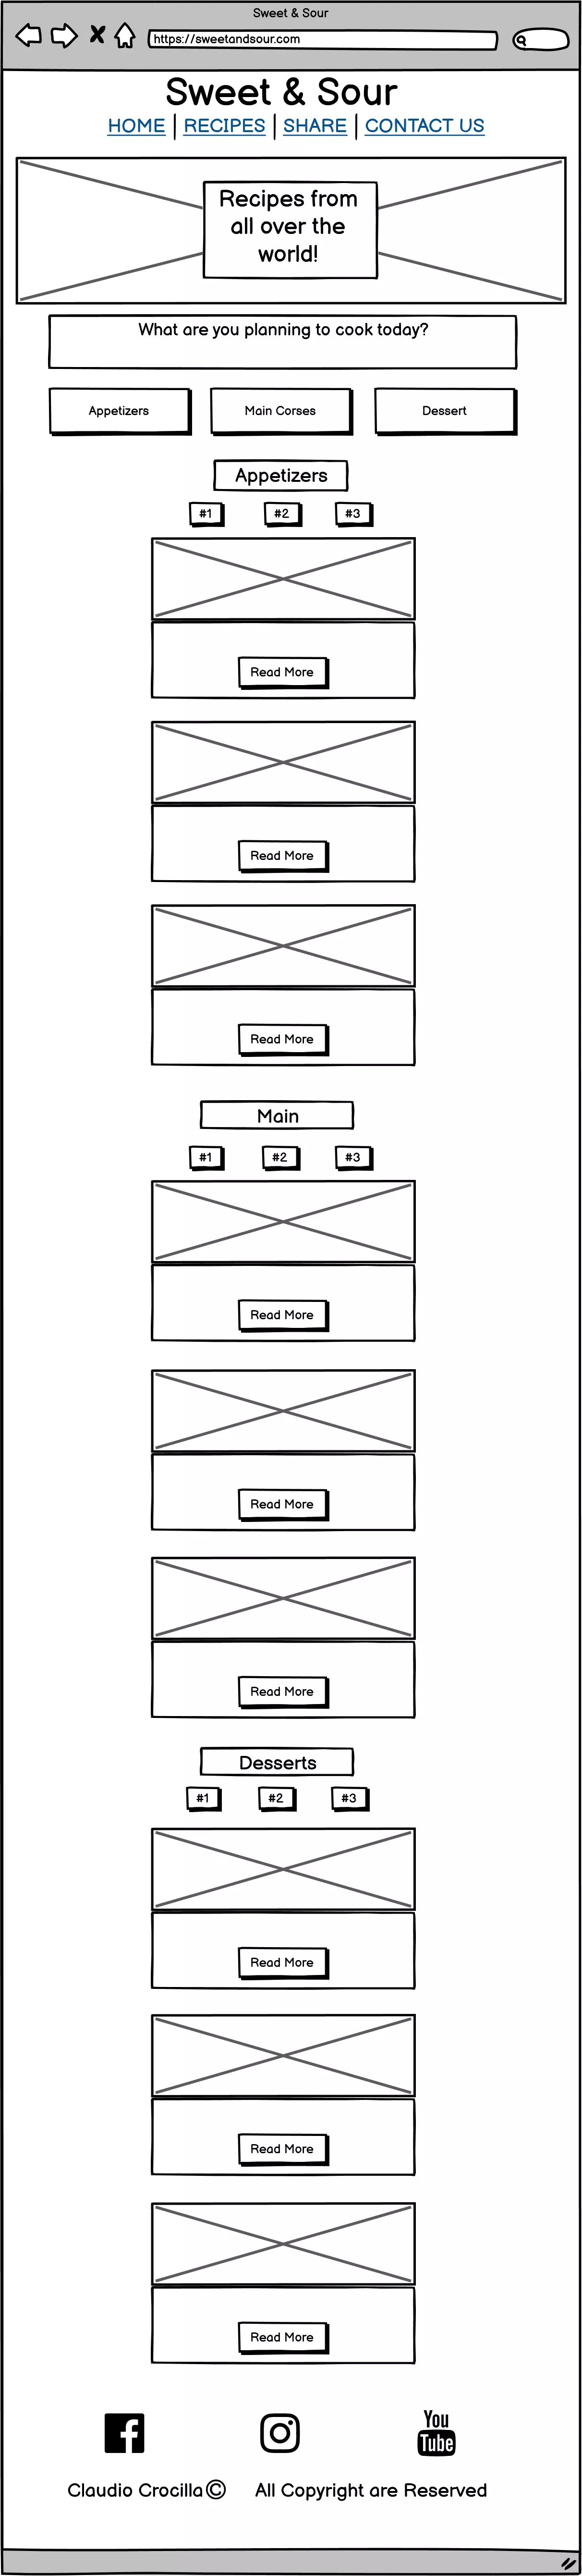 Sweet & Sour
https://sweetandsour.com
Sweet & Sour
HOME | RECIPES | SHARE | CONTACT US
Recipes from
all over the
world!
What are you planning to cook today?
Appetizers Main Corses Dessert
Appetizers
#1 #2 #3
Read More
Read More
Read More
Main
#1 #2 #3
Read More
Read More
Read More
Desserts
#1 #2 #3
Read More
Read More
Read More
You
Tube
Claudio Crocilla© All Copyright are Reserved